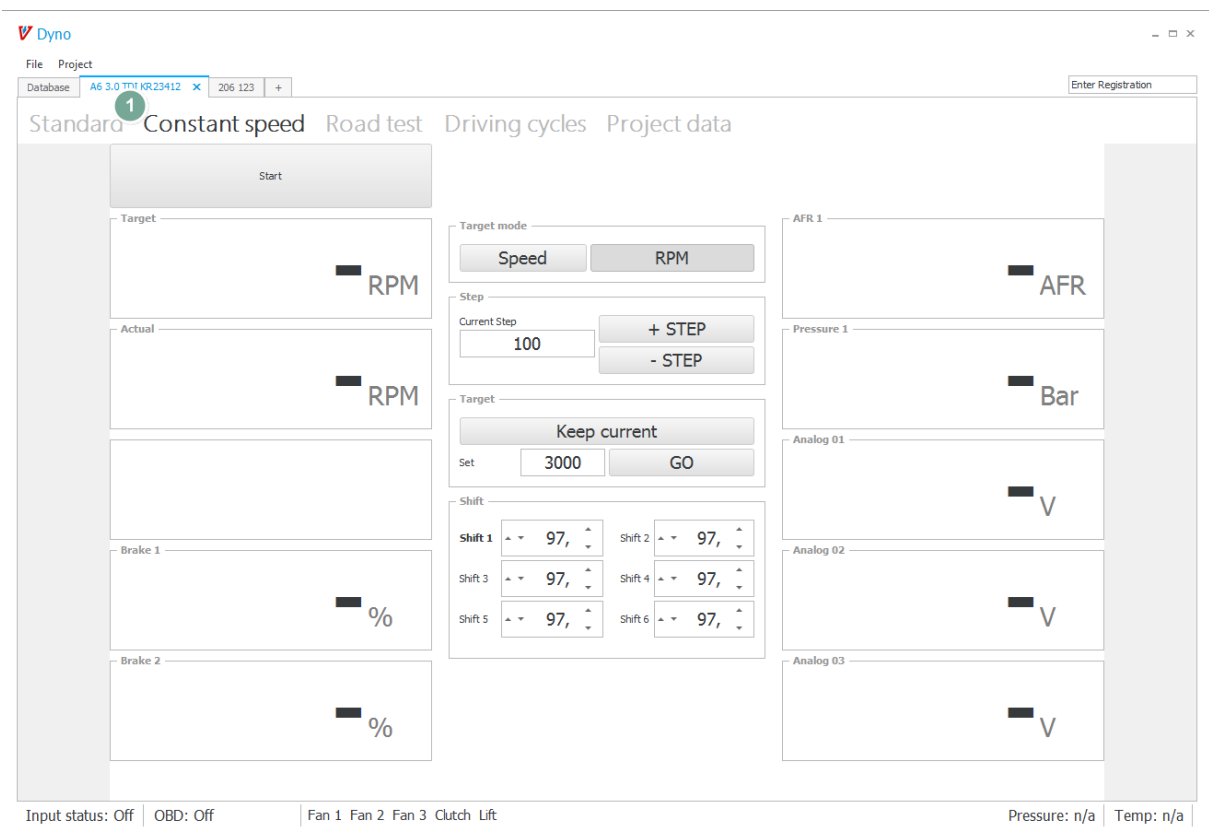 Dyno
File Project
Database A6 3.0 TDI KR23412 × 206 123 + Enter Registration
1
Standard Constant speed Road test Driving cycles Project data
Start
Target
- RPM
Actual
- RPM
Brake 1
- %
Brake 2
- %
Target mode
Speed RPM
Step
Current Step
100
+ STEP
- STEP
Target
Keep current
Set 3000 GO
Shift
Shift 1 97, Shift 2 97,
Shift 3 97, Shift 4 97,
Shift 5 97, Shift 6 97,
AFR 1
- AFR
Pressure 1
- Bar
Analog 01
- V
Analog 02
- V
Analog 03
- V
Input status: Off OBD: Off Fan 1 Fan 2 Fan 3 Clutch Lift Pressure: n/a Temp: n/a